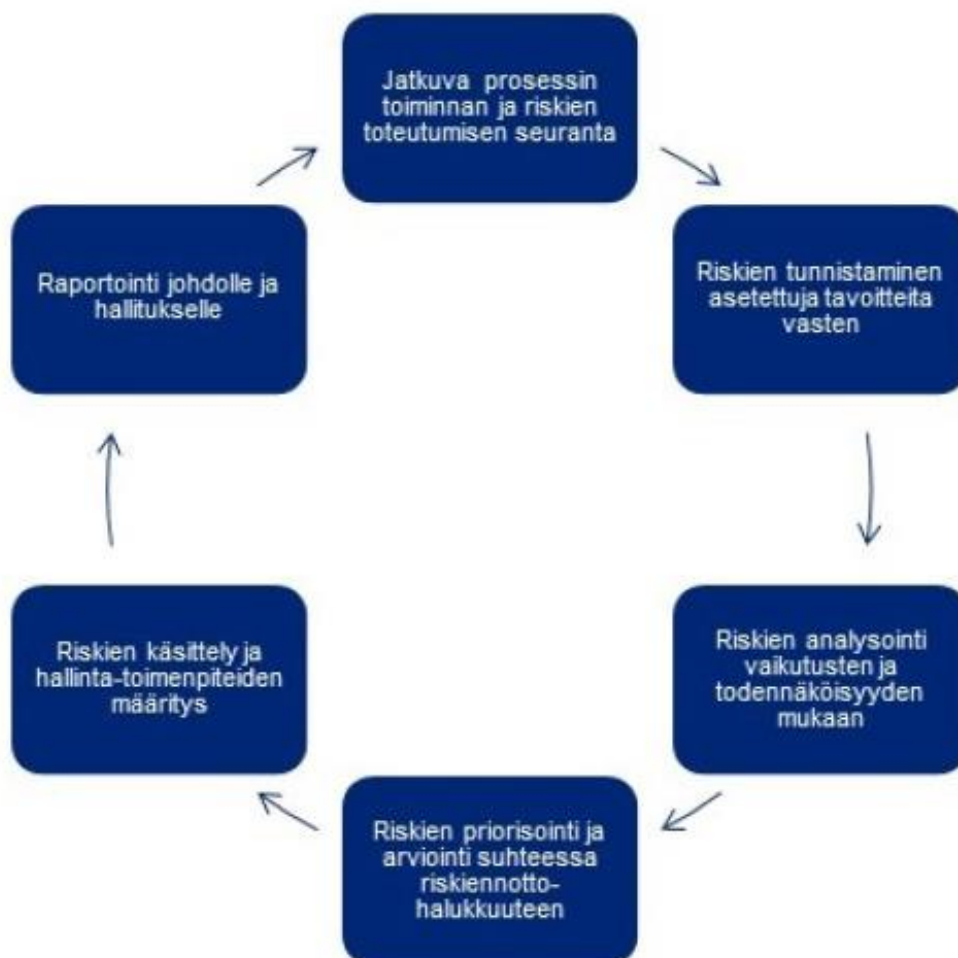 Jatkuva prosessin
toiminnan ja riskien
toteutumisen seuranta
Riskien tunnistaminen
asetettuja tavoitteita
vasten
Riskien analysointi
vaikutusten ja
todennäköisyyden
mukaan
Riskien priorisointi ja
arviointi suhteessa
riskiennotto-
halukkuuteen
Riskien käsittely ja
hallinta-toimenpiteiden
määritys
Raportointi johdolle ja
hallitukselle